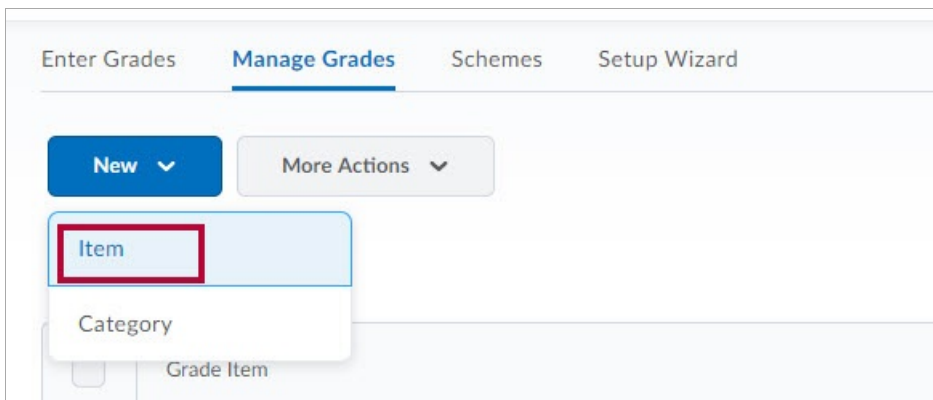 Enter Grades Manage Grades Schemes Setup Wizard
New More Actions
Item
Category
Grade Item